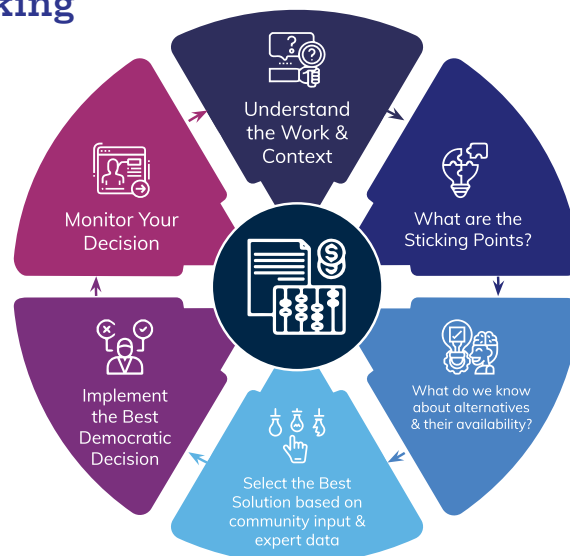 king
Understand
the Work &
Context
What are the
Sticking Points?
What do we know
about alternatives
& their availability?
Select the Best
Solution based on
community input &
expert data
Implement
the Best
Democratic
Decision
Monitor Your
Decision